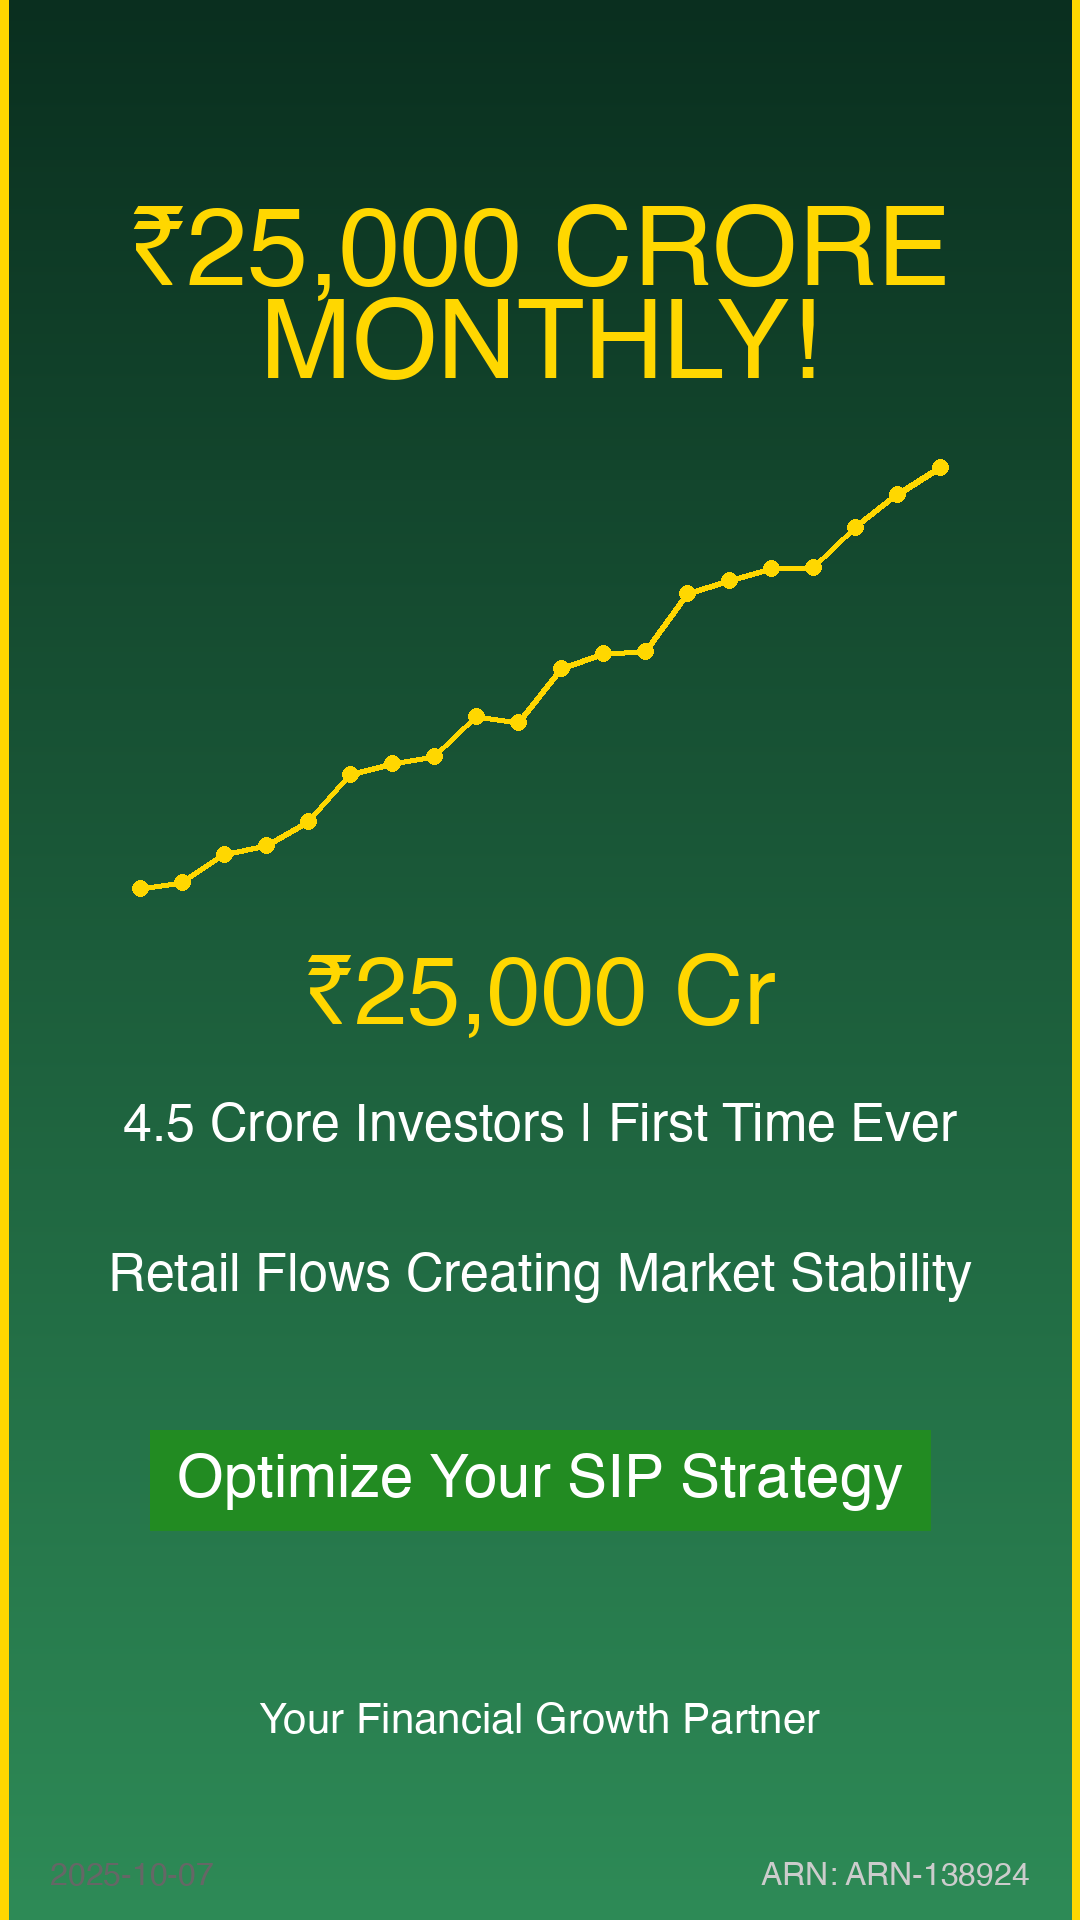 ₹25,000 CRORE
MONTHLY!
₹25,000 Cr
4.5 Crore Investors | First Time Ever
Retail Flows Creating Market Stability
Optimize Your SIP Strategy
Your Financial Growth Partner
2025-10-07
ARN: ARN-138924